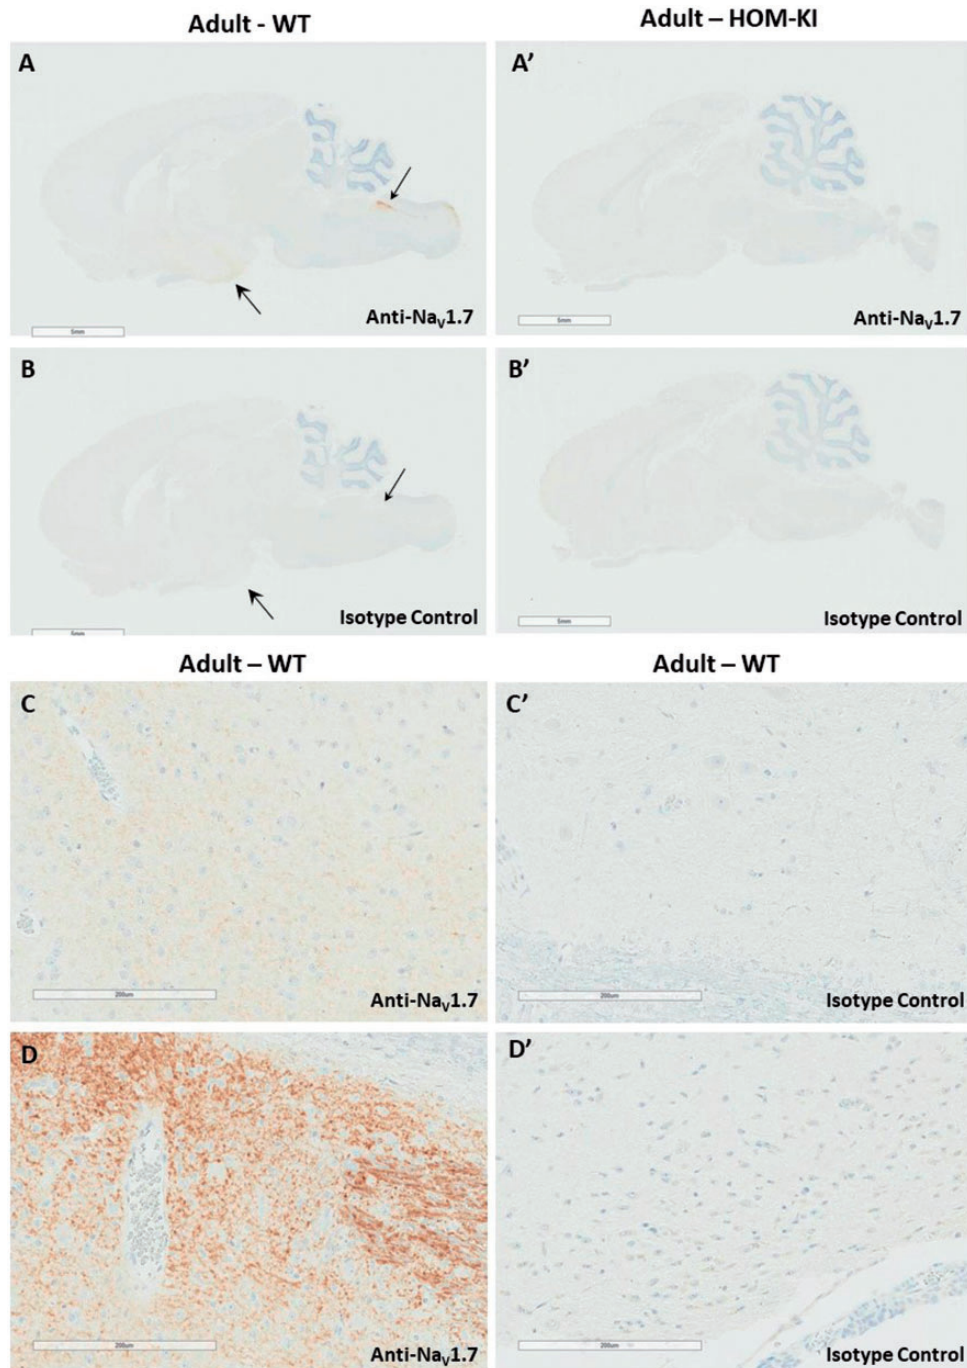 Adult - WT
Adult – HOM-KI
A
A’
5mm
Anti-NaV1.7
5mm
Anti-NaV1.7
B
B’
5mm
Isotype Control
5mm
Isotype Control
Adult – WT
Adult – WT
C
C’
200um
Anti-NaV1.7
200um
Isotype Control
D
D’
200um
Anti-NaV1.7
200um
Isotype Control